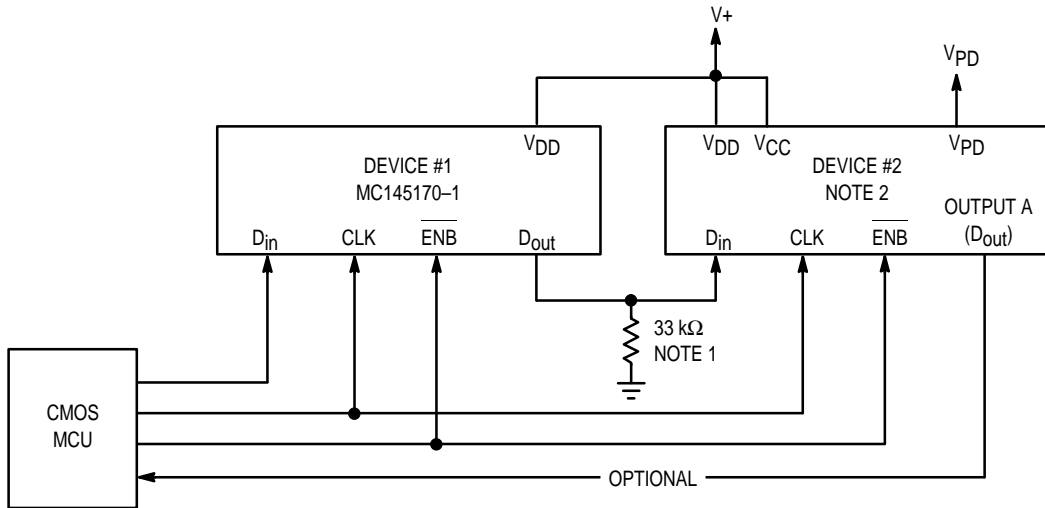 V+
VPD
VDD
VDD VCC
VPD
DEVICE #1
MC145170–1
DEVICE #2
NOTE 2
OUTPUT A
(Dout)
Din CLK ENB Dout
Din CLK ENB
33 kΩ
NOTE 1
CMOS
MCU
OPTIONAL